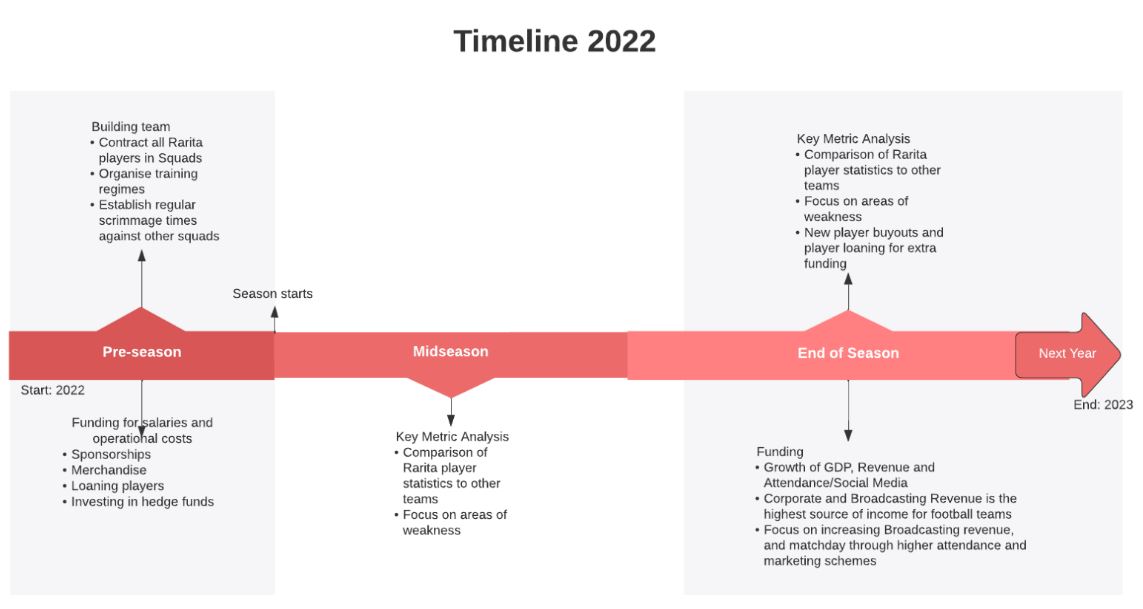 Timeline 2022
Building team
• Contract all Rarita
players in Squads
• Organise training
regimes
• Establish regular
scrimmage times
against other squads
Key Metric Analysis
• Comparison of Rarita
player statistics to other
teams
• Focus on areas of
weakness
• New player buyouts and
player loaning for extra
funding
Season starts
Pre-season
Midseason
End of Season
Next Year
Start: 2022
End: 2023
Funding for salaries and
operational costs
• Sponsorships
• Merchandise
• Loaning players
• Investing in hedge funds
Key Metric Analysis
• Comparison of
Rarita player
statistics to other
teams
• Focus on areas of
weakness
Funding
• Growth of GDP, Revenue and
Attendance/Social Media
• Corporate and Broadcasting Revenue is the
highest source of income for football teams
• Focus on increasing Broadcasting revenue,
and matchday through higher attendance and
marketing schemes